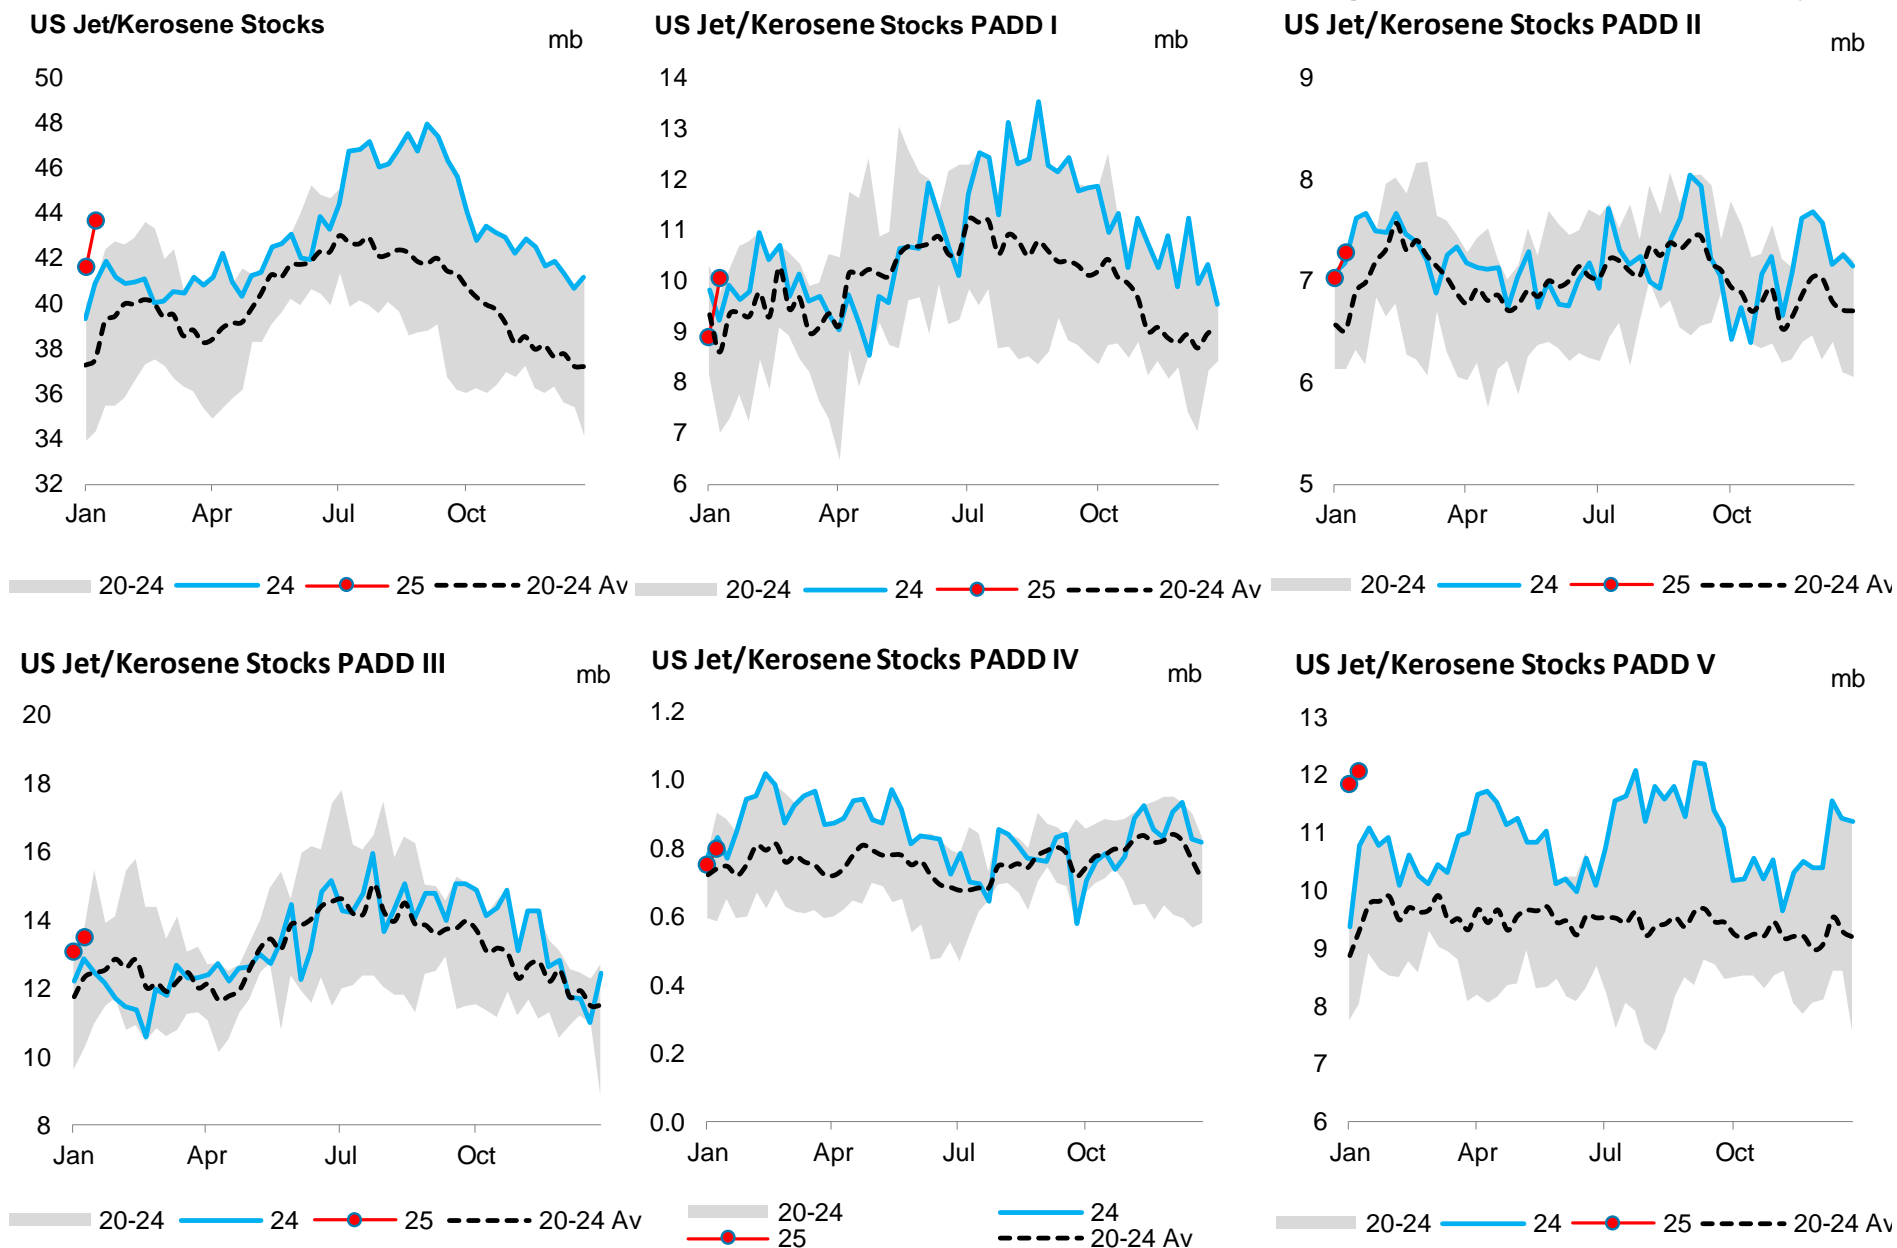 US Jet/Kerosene Stocks
mb
50
48
46
44
42
40
38
36
34
32
Jan Apr Jul Oct
20-24 24 25 20-24 Av
US Jet/Kerosene Stocks PADD I
mb
14
13
12
11
10
9
8
7
6
Jan Apr Jul Oct
20-24 24 25 20-24 Av
US Jet/Kerosene Stocks PADD II
mb
9
8
7
6
5
Jan Apr Jul Oct
20-24 24 25 20-24 Av
US Jet/Kerosene Stocks PADD III
mb
20
18
16
14
12
10
8
Jan Apr Jul Oct
20-24 24 25 20-24 Av
US Jet/Kerosene Stocks PADD IV
mb
1.2
1.0
0.8
0.6
0.4
0.2
0.0
Jan Apr Jul Oct
20-24 24
25 20-24 Av
US Jet/Kerosene Stocks PADD V
mb
13
12
11
10
9
8
7
6
Jan Apr Jul Oct
20-24 24 25 20-24 Av